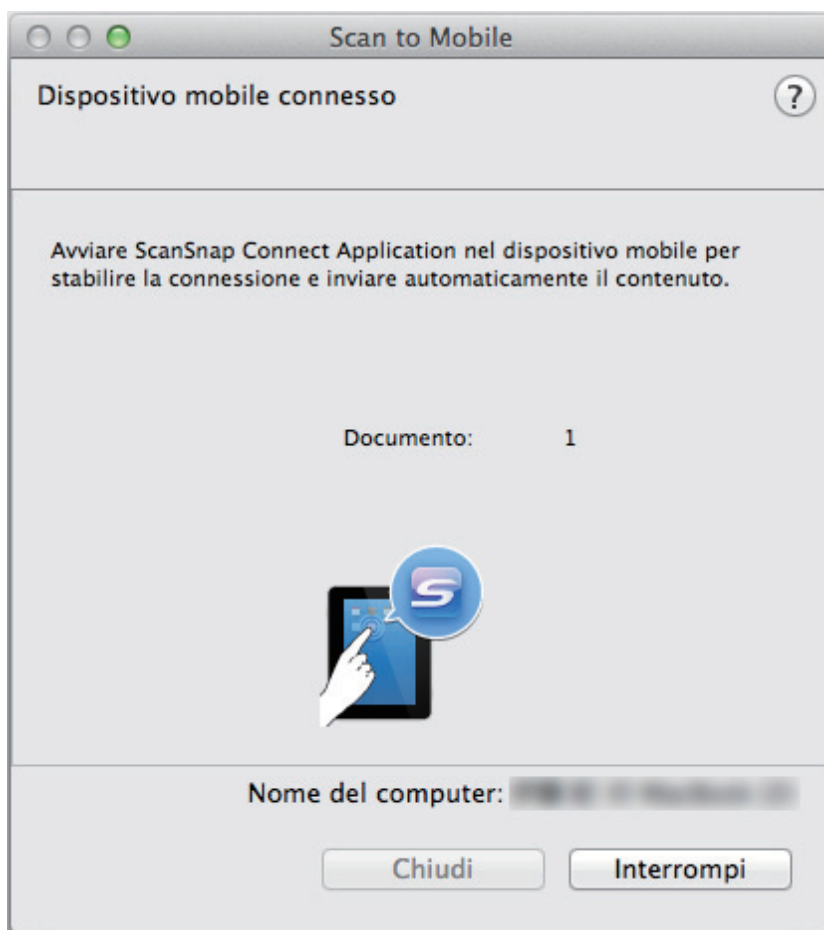 Scan to Mobile
Dispositivo mobile connesso
?
Avviare ScanSnap Connect Application nel dispositivo mobile per
stabilire la connessione e inviare automaticamente il contenuto.
Documento: 1
S
Nome del computer:
Chiudi
Interrompi